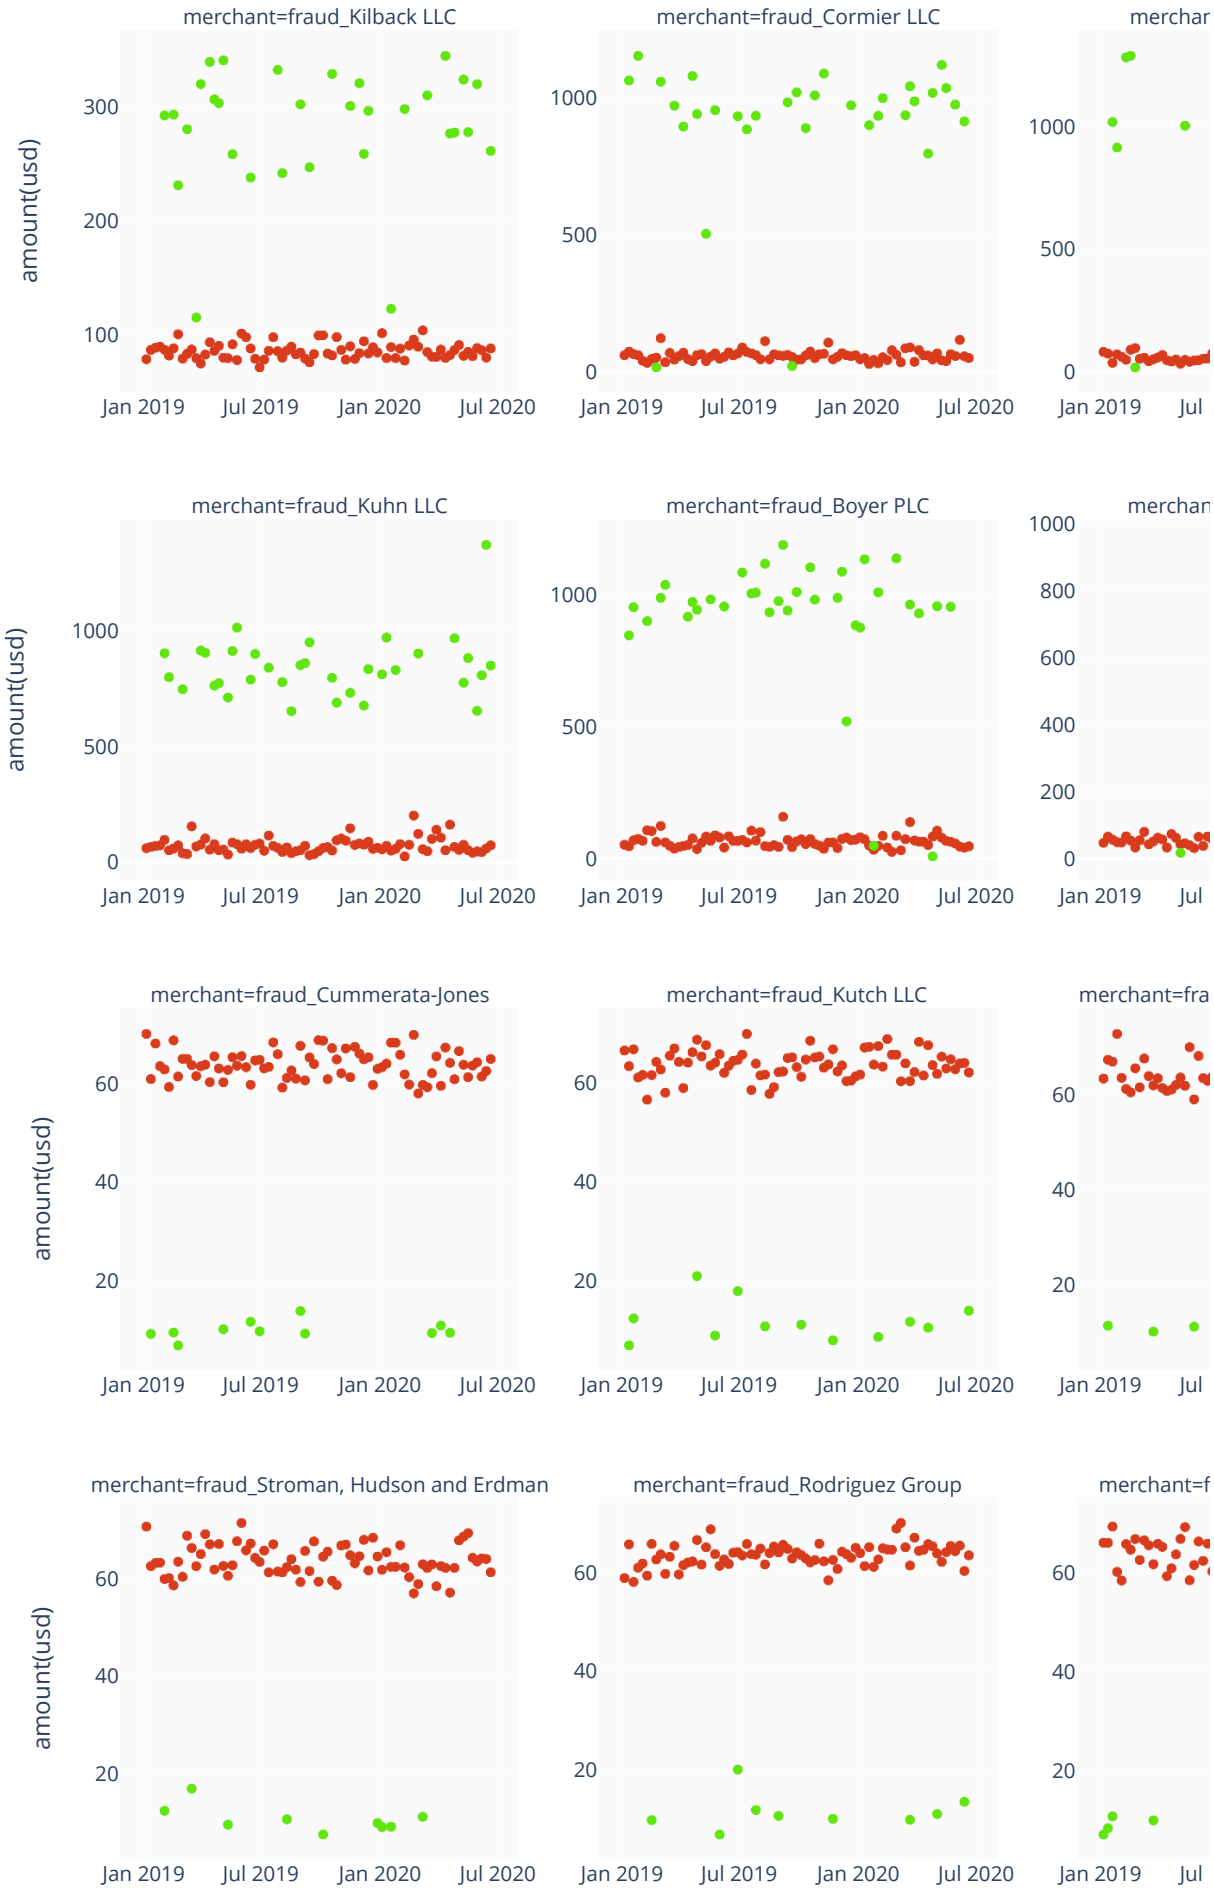 merchant=fraud_Kilback LLC
merchant=fraud_Cormier LLC
merchan
amount(usd)
300
200
100
1000
500
0
1000
500
0
Jan 2019
Jul 2019
Jan 2020
Jul 2020
Jan 2019
Jul 2019
Jan 2020
Jul 2020
Jan 2019
Jul
merchant=fraud_Kuhn LLC
merchant=fraud_Boyer PLC
merchan
amount(usd)
1000
500
0
1000
500
0
1000
800
600
400
200
0
Jan 2019
Jul 2019
Jan 2020
Jul 2020
Jan 2019
Jul 2019
Jan 2020
Jul 2020
Jan 2019
Jul
merchant=fraud_Cummerata-Jones
merchant=fraud_Kutch LLC
merchant=fra
amount(usd)
60
40
20
60
40
20
60
40
20
Jan 2019
Jul 2019
Jan 2020
Jul 2020
Jan 2019
Jul 2019
Jan 2020
Jul 2020
Jan 2019
Jul
merchant=fraud_Stroman, Hudson and Erdman
merchant=fraud_Rodriguez Group
merchant=f
amount(usd)
60
40
20
60
40
20
60
40
20
Jan 2019
Jul 2019
Jan 2020
Jul 2020
Jan 2019
Jul 2019
Jan 2020
Jul 2020
Jan 2019
Jul